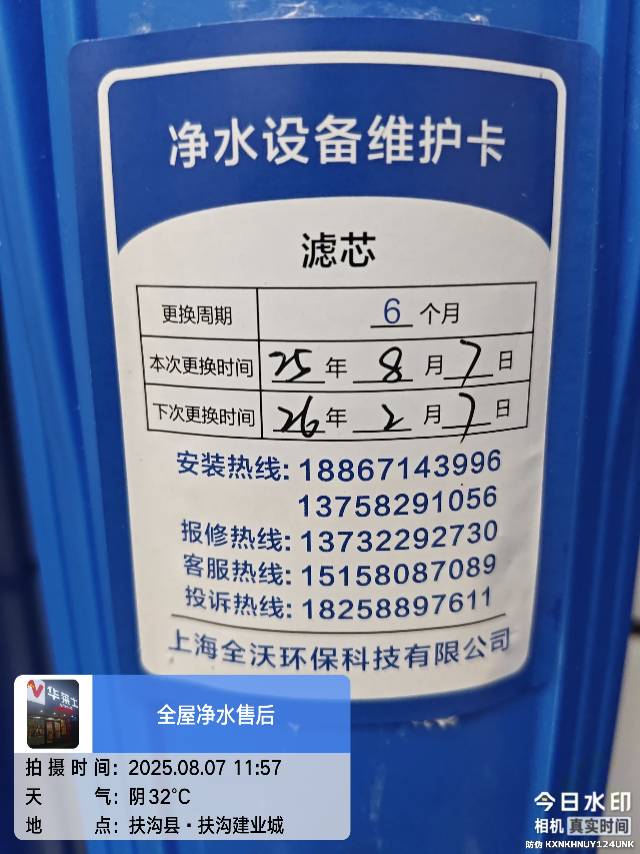 净水设备维护卡
滤芯
更换周期 6 个月
本次更换时间 25 年 8 月 7 日
下次更换时间 26 年 2 月 7 日
安装热线: 18867143996
13758291056
报修热线: 13732292730
客服热线: 15158087089
投诉热线: 18258897611
上海全沃环保科技有限公司
华莱士
全屋净水售后
拍摄时间: 2025.08.07 11:57
天气: 阴 32℃
地点: 扶沟县·扶沟建业城
今日水印
相机 真实时间
防伪 KXNKHNUY124UNK